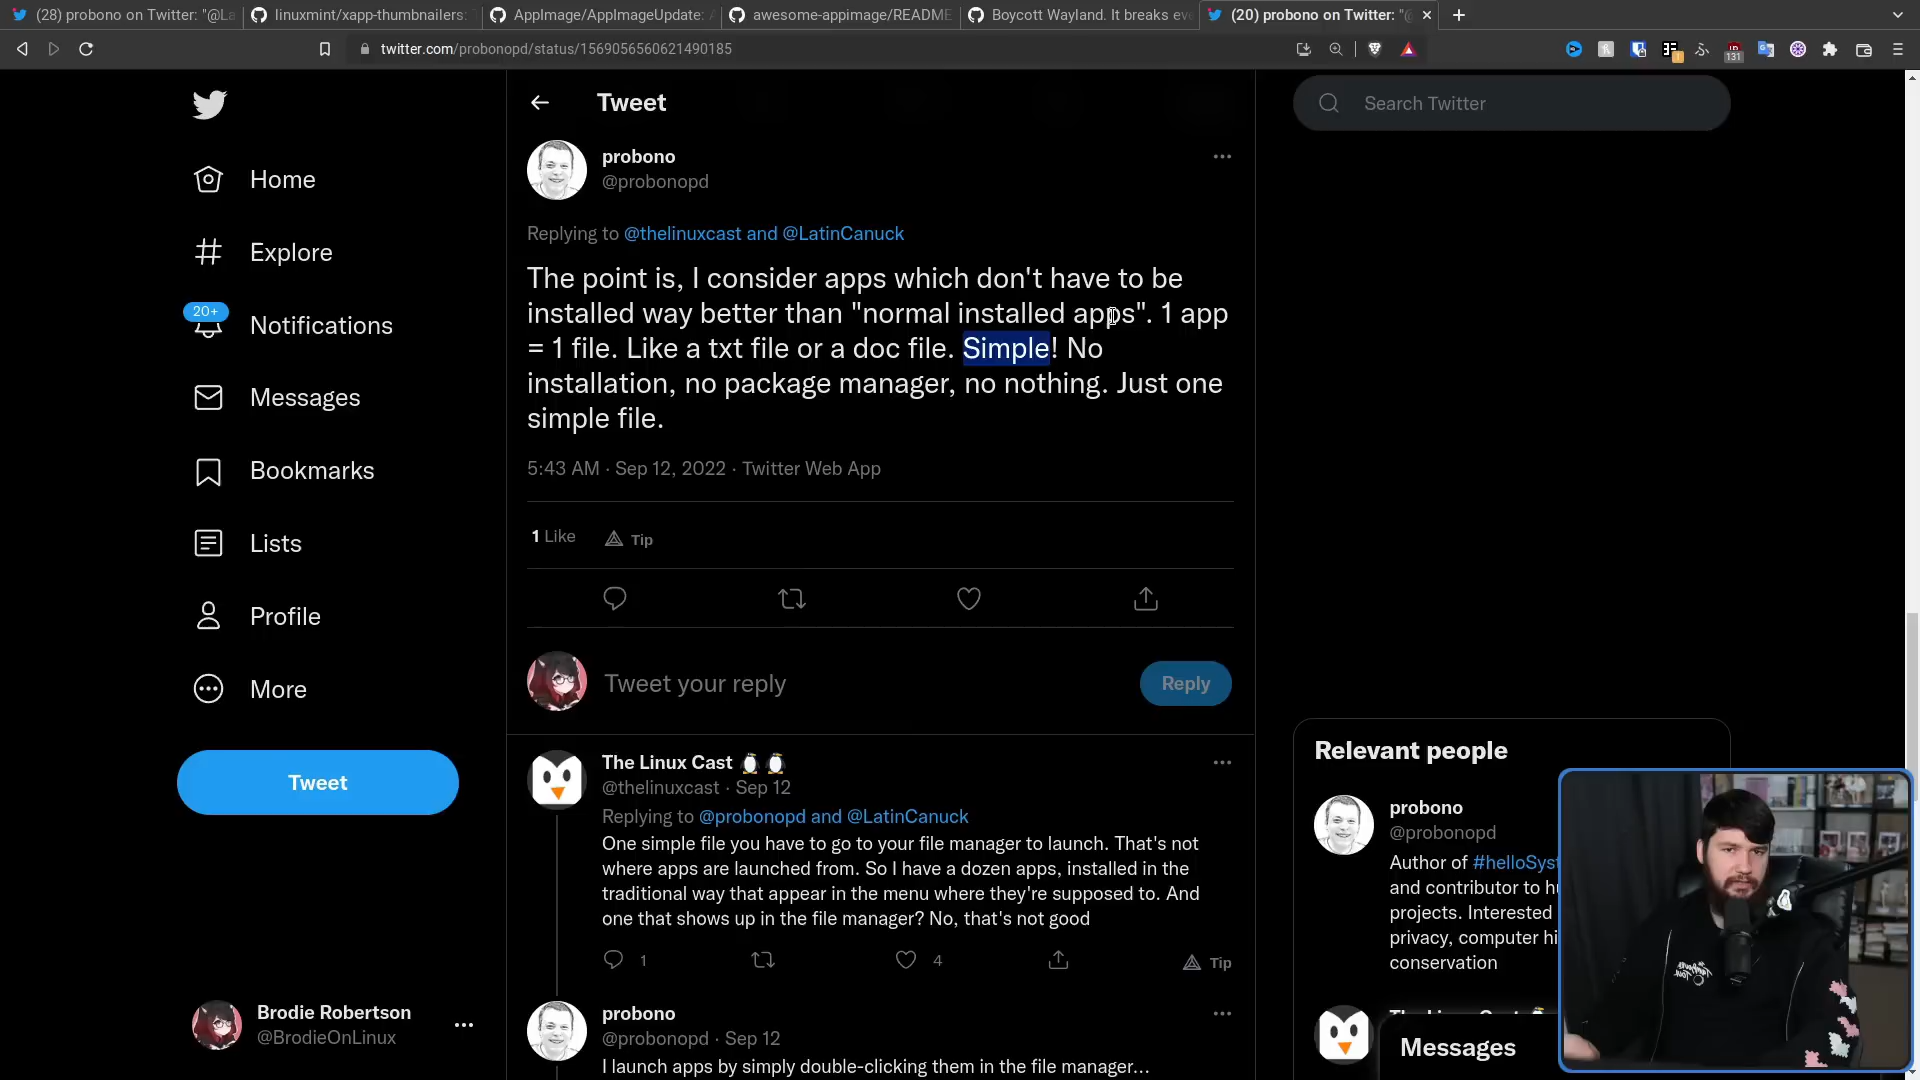 (28) probono on Twitter: "@La
linuxmint/xapp-thumbnailers:
AppImage/AppImageUpdate: A
awesome-appimage/README
Boycott Wayland. It breaks eve
(20) probono on Twitter: "@
twitter.com/probonopd/status/1569056560621490185
131
Tweet
Search Twitter
Home
Explore
20+
Notifications
Messages
Bookmarks
Lists
Profile
More
Tweet
Brodie Robertson
@BrodieOnLinux
probono
@probonopd
Replying to @thelinuxcast and @LatinCanuck
The point is, I consider apps which don't have to be
installed way better than "normal installed apps". 1 app
= 1 file. Like a txt file or a doc file. Simple! No
installation, no package manager, no nothing. Just one
simple file.
5:43 AM · Sep 12, 2022 · Twitter Web App
1 Like
Tip
Tweet your reply
Reply
The Linux Cast
@thelinuxcast · Sep 12
Replying to @probonopd and @LatinCanuck
One simple file you have to go to your file manager to launch. That's not
where apps are launched from. So I have a dozen apps, installed in the
traditional way that appear in the menu where they're supposed to. And
one that shows up in the file manager? No, that's not good
1
4
Tip
probono
@probonopd · Sep 12
I launch apps by simply double-clicking them in the file manager...
Relevant people
probono
@probonopd
Author of #helloSyst
and contributor to hu
projects. Interested
privacy, computer hi
conservation
Messages